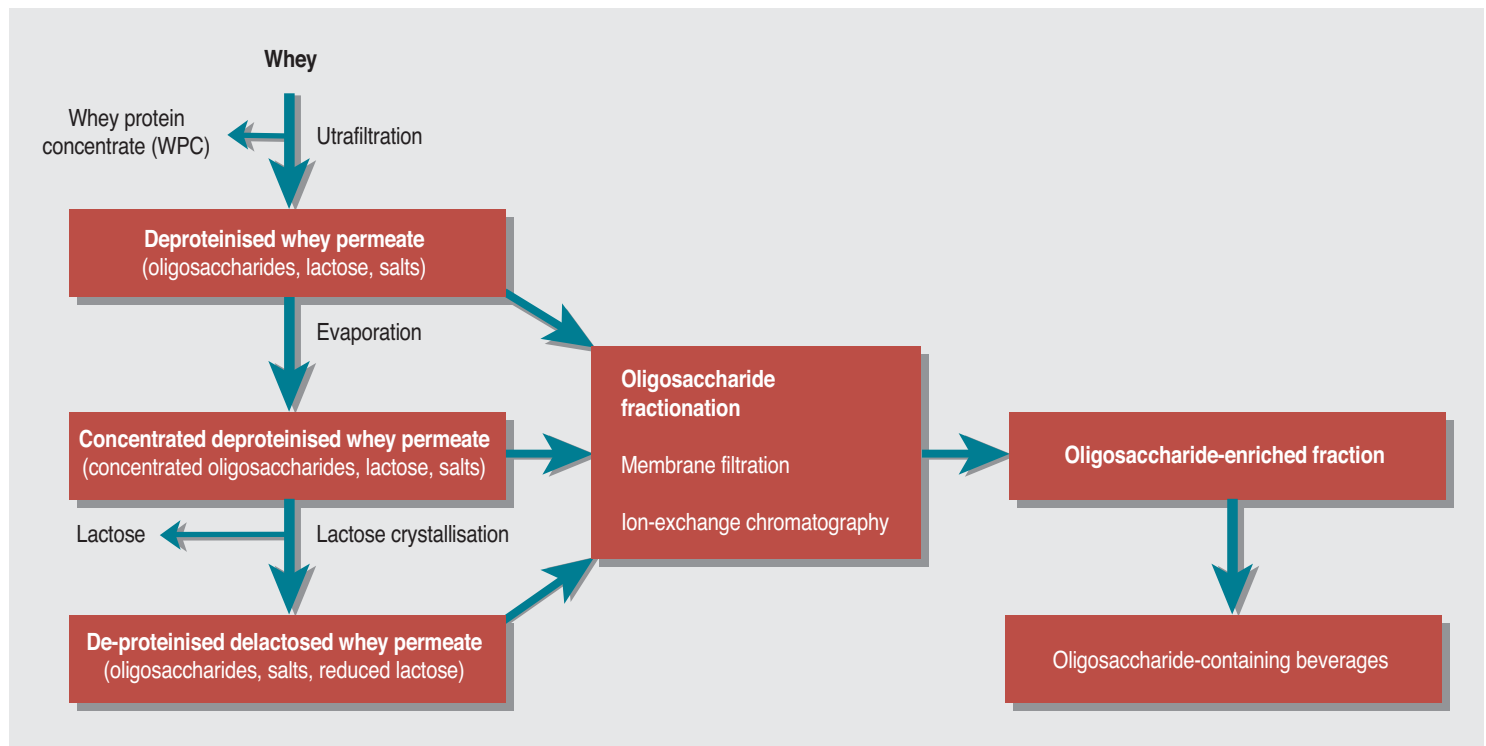 Whey
Whey protein
concentrate (WPC)
Utrafiltration
Deproteinised whey permeate
(oligosaccharides, lactose, salts)
Evaporation
Concentrated deproteinised whey permeate
(concentrated oligosaccharides, lactose, salts)
Lactose
Lactose crystallisation
De-proteinised delactosed whey permeate
(oligosaccharides, salts, reduced lactose)
Oligosaccharide
fractionation
Membrane filtration
Ion-exchange chromatography
Oligosaccharide-enriched fraction
Oligosaccharide-containing beverages